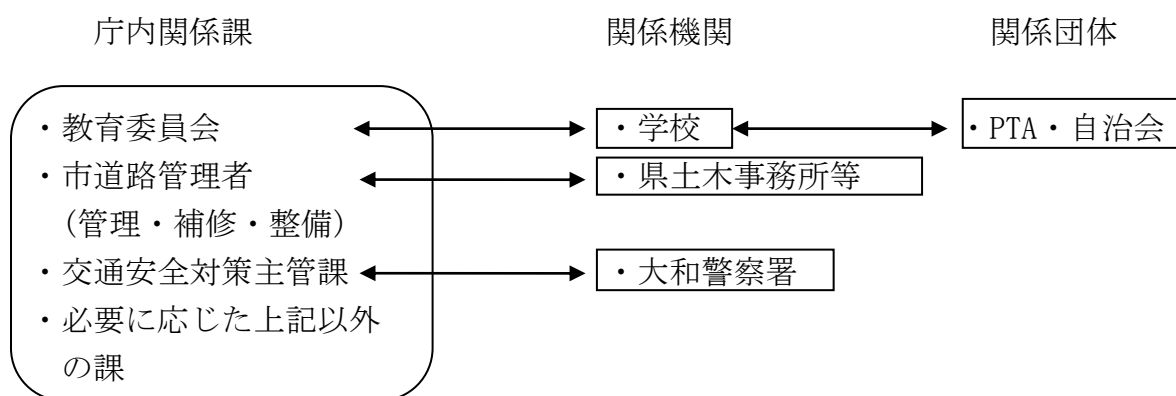 庁内関係課 関係機関 関係団体
・教育委員会 ・学校 ・PTA・自治会
・市道路管理者 ・県土木事務所等
（管理・補修・整備）
・交通安全対策主管課 ・大和警察署
・必要に応じた上記以外
の課